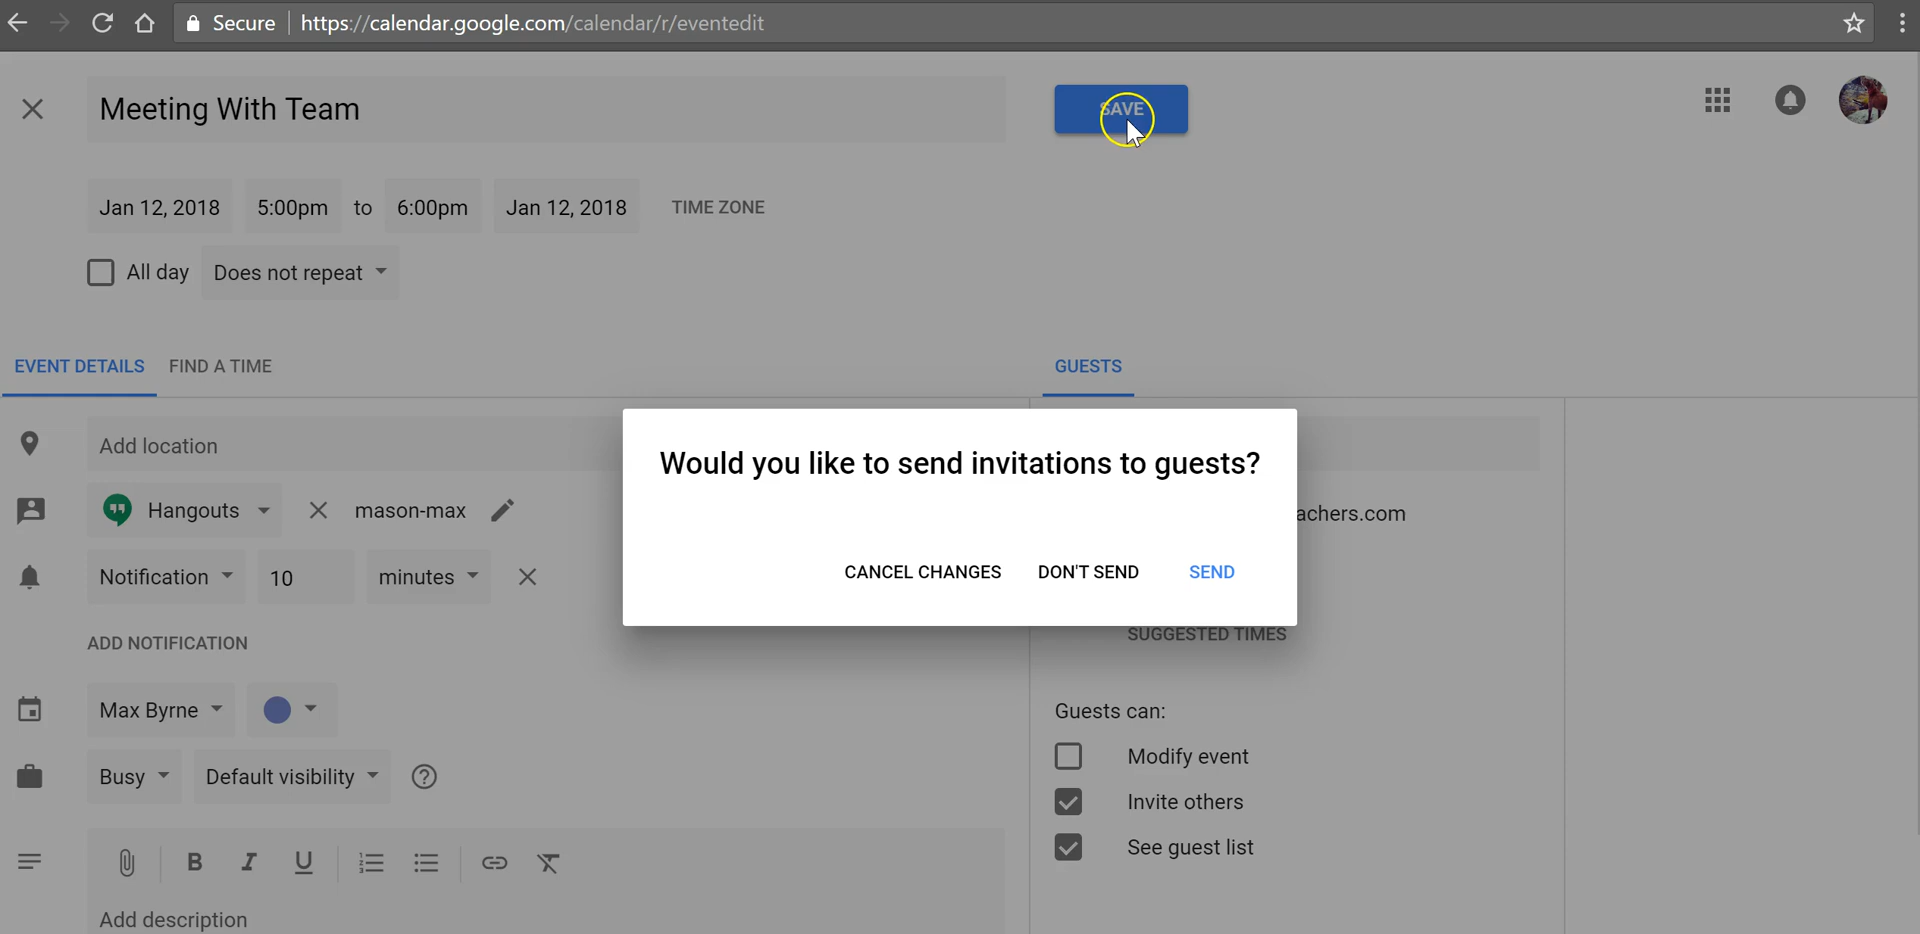 Secure https://calendar.google.com/calendar/r/eventedit
Meeting With Team
SAVE
Jan 12, 2018 5:00pm to 6:00pm Jan 12, 2018 TIME ZONE
All day Does not repeat
EVENT DETAILS FIND A TIME
GUESTS
Add location
Would you like to send invitations to guests?
Hangouts mason-max
achers.com
CANCEL CHANGES DON'T SEND SEND
Notification 10 minutes
ADD NOTIFICATION
SUGGESTED TIMES
Max Byrne
Guests can:
Modify event
Busy Default visibility
Invite others
See guest list
B I U
Add description